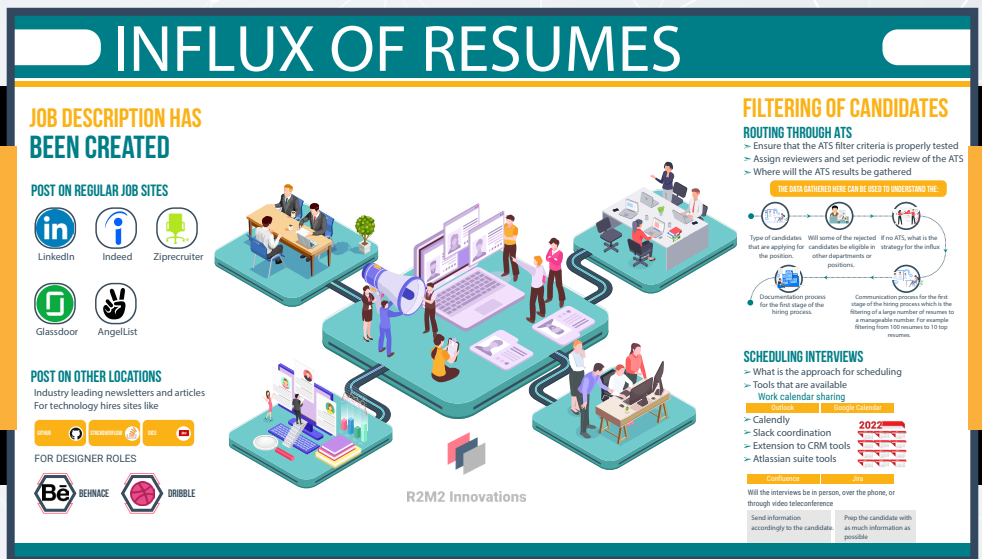 INFLUX OF RESUMES
JOB DESCRIPTION HAS
BEEN CREATED
POST ON REGULAR JOB SITES
LinkedIn
Indeed
Ziprecruiter
Glassdoor
AngelList
POST ON OTHER LOCATIONS
Industry leading newsletters and articles
For technology hires sites like
GITHUB
STACKOVERFLOW
DICE
FOR DESIGNER ROLES
Bē
BEHNACE
DRIBBLE
R2M2 Innovations
FILTERING OF CANDIDATES
ROUTING THROUGH ATS
➢ Ensure that the ATS filter criteria is properly tested
➢ Assign reviewers and set periodic review of the ATS
➢ Where will the ATS results be gathered
THE DATA GATHERED HERE CAN BE USED TO UNDERSTAND THE:
Type of candidates
that are applying for
the position.
Will some of the rejected
candidates be eligible in
other departments or
positions.
If no ATS, what is the
strategy for the influx
Documentation process
for the first stage of the
hiring process.
Communication process for the first
stage of the hiring process which is the
filtering of a large number of resumes to
a manageable number. For example
filtering from 100 resumes to 10 top
resumes.
SCHEDULING INTERVIEWS
➢ What is the approach for scheduling
➢ Tools that are available
Work calendar sharing
Outlook
Google Calendar
➢ Calendly
➢ Slack coordination
➢ Extension to CRM tools
➢ Atlassian suite tools
2022
Confluence
Jira
Will the interviews be in person, over the phone, or
through video teleconference
Send information
accordingly to the candidate.
Prep the candidate with
as much information as
possible